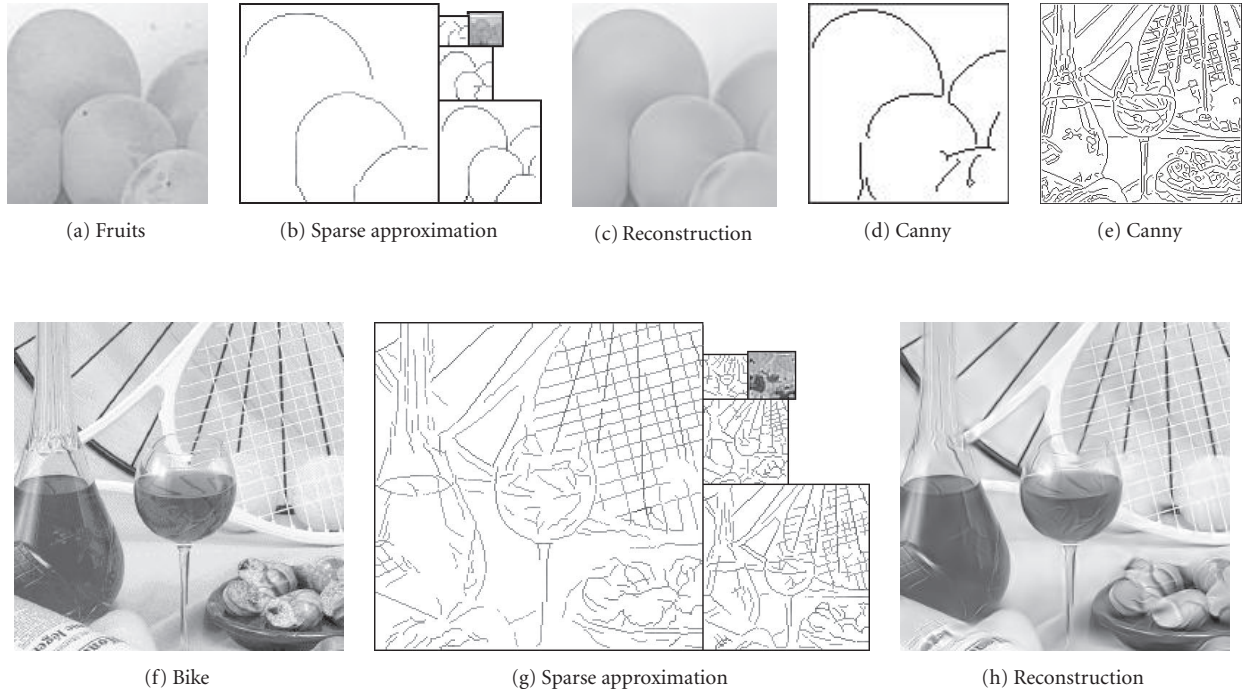 (a) Fruits
(b) Sparse approximation
(c) Reconstruction
(d) Canny
(e) Canny
(f) Bike
(g) Sparse approximation
(h) Reconstruction